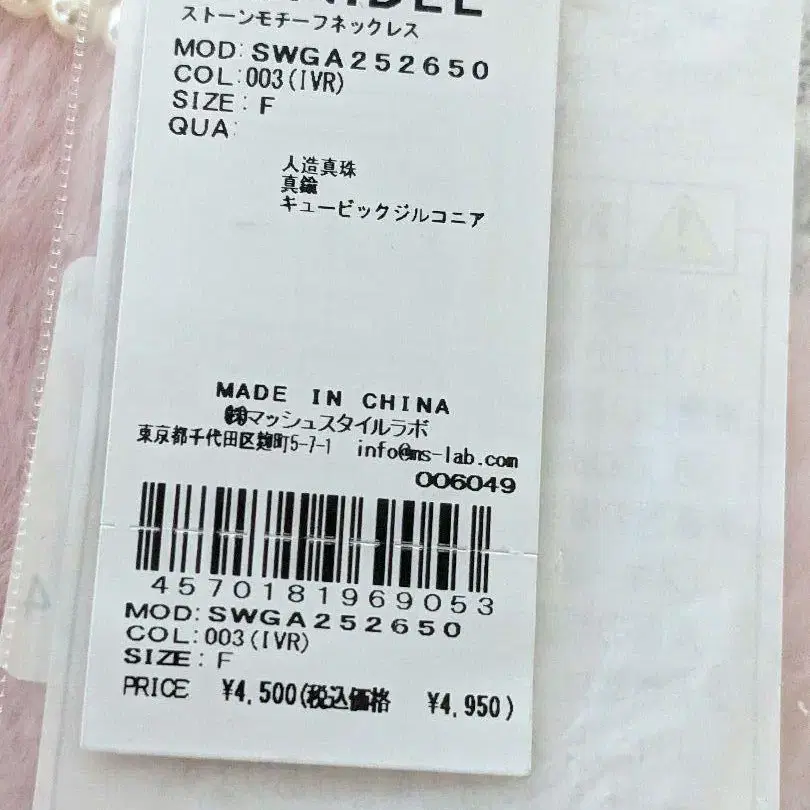 ストーンモチーフネックレス
MOD: SWGA252650
COL:003(IVR)
SIZE: F
QUA:
人造真珠
真鍮
キュービックジルコニア
MADE IN CHINA
㈱マッシュスタイルラボ
東京都千代田区麹町5-7-1 info@ms-lab.com
006049
4570181969053
MOD: SWGA252650
COL:003(IVR)
SIZE: F
PRICE ¥4,500(税込価格 ¥4,950)